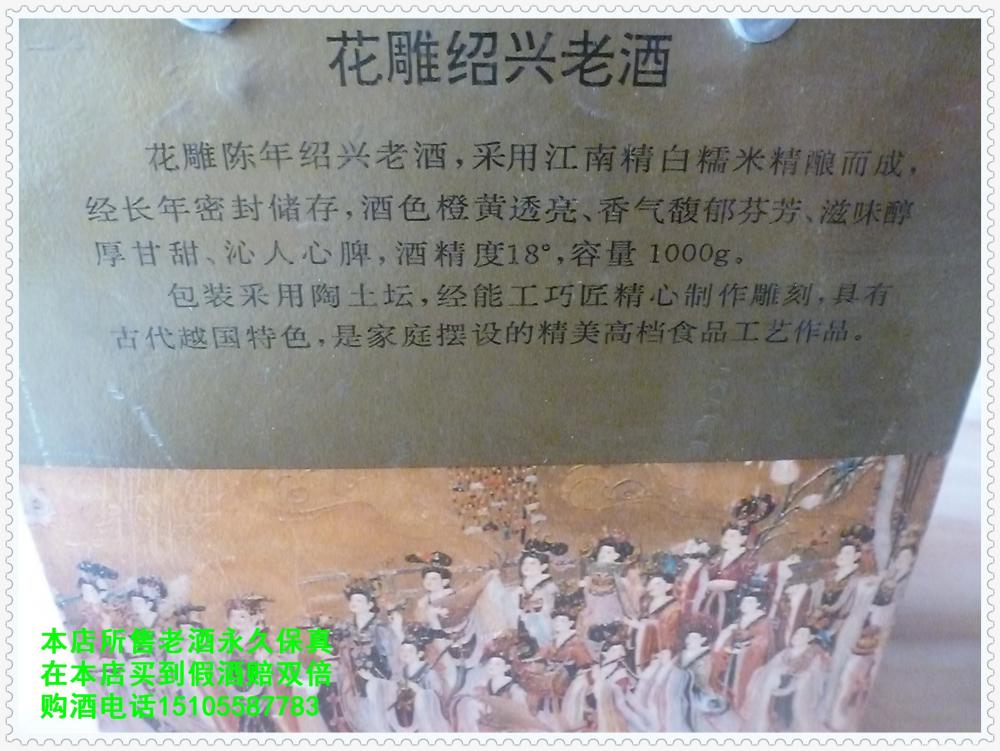 花雕绍兴老酒
花雕陈年绍兴老酒，采用江南精白糯米精酿而成，
经长年密封储存，酒色橙黄透亮、香气馥郁芬芳、滋味醇
厚甘甜、沁人心脾，酒精度18°，容量1000g。
包装采用陶土坛，经能工巧匠精心制作雕刻，具有
古代越国特色，是家庭摆设的精美高档食品工艺作品。
本店所售老酒永久保真
在本店买到假酒赔双倍
购酒电话15105587783